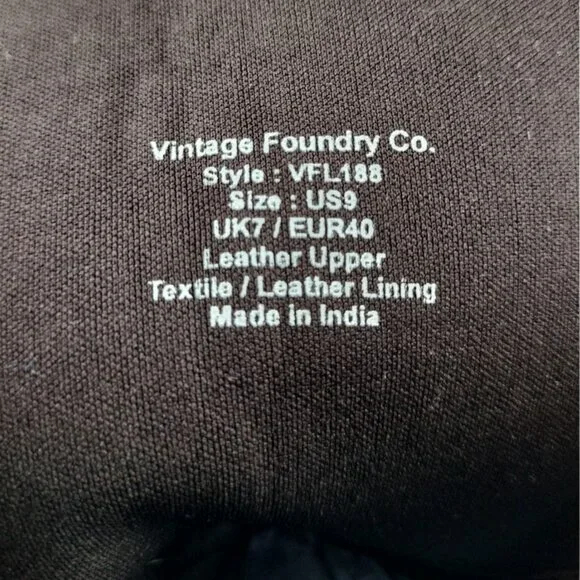 Vintage Foundry Co.
Style : VFL188
Size : US9
UK7 / EUR40
Leather Upper
Textile / Leather Lining
Made in India